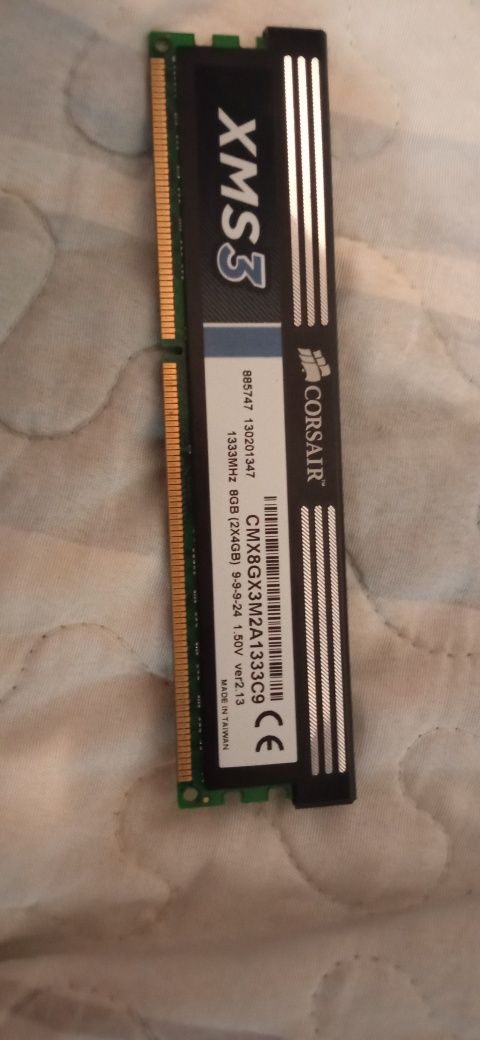 XMS3
CORSAIR™
885747 130201347
CMX8GX3M2A1333C9
1333MHz 8GB (2X4GB) 9-9-9-24 1.50V ver2.13
MADE IN TAIWAN
CE